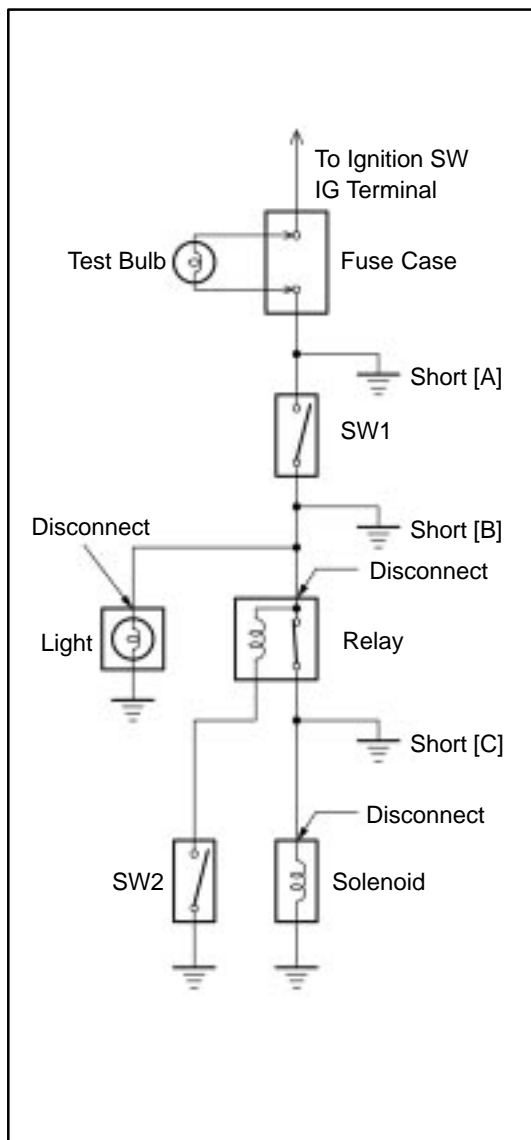 To Ignition SW
IG Terminal
Test Bulb
Fuse Case
Short [A]
SW1
Disconnect
Short [B]
Disconnect
Light
Relay
Short [C]
Disconnect
SW2
Solenoid